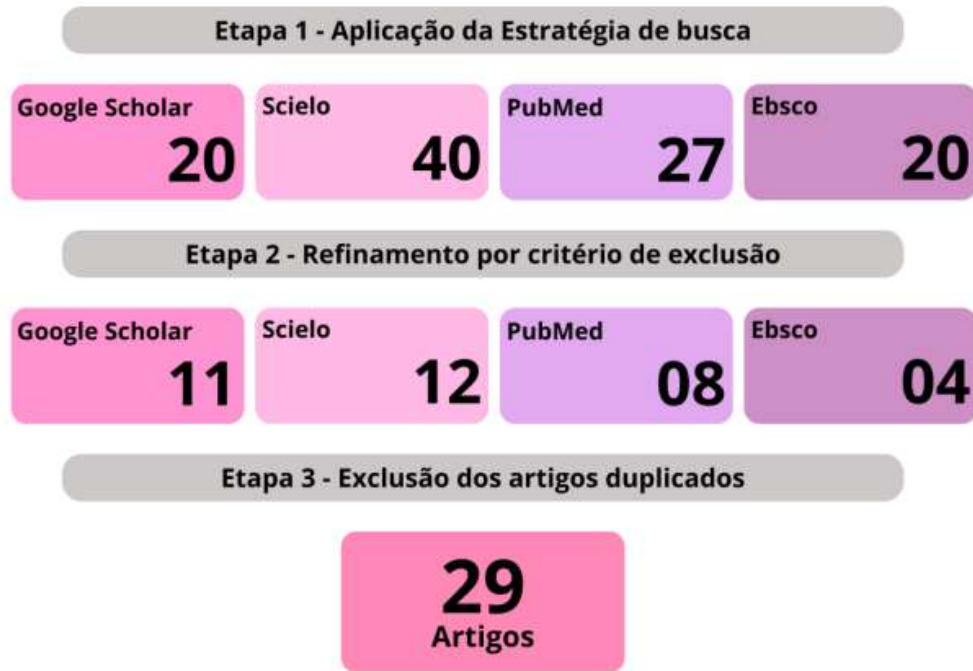 Etapa 1 - Aplicação da Estratégia de busca
Google Scholar
20
Scielo
40
PubMed
27
Ebsco
20
Etapa 2 - Refinamento por critério de exclusão
Google Scholar
11
Scielo
12
PubMed
08
Ebsco
04
Etapa 3 - Exclusão dos artigos duplicados
29
Artigos